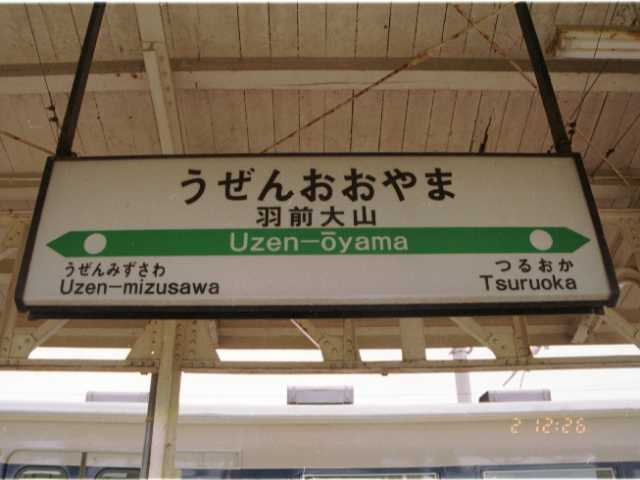 うぜんおおやま
羽前大山
Uzen-ōyama
うぜんみずさわ
Uzen-mizusawa
つるおか
Tsuruoka
2 12:26